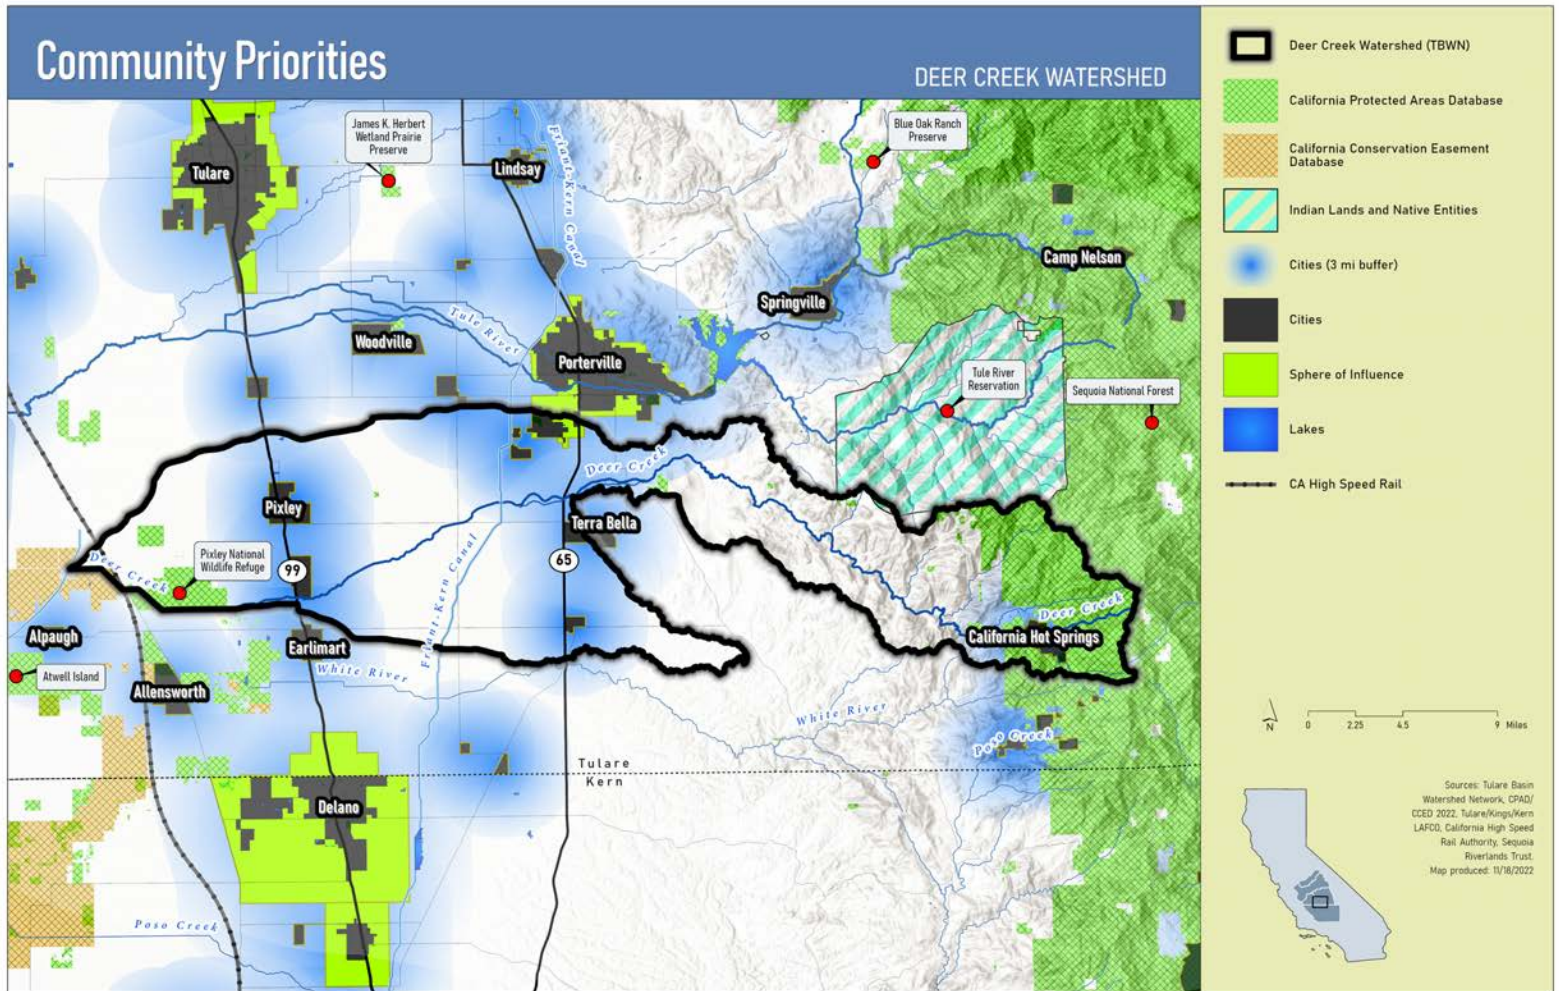 Community Priorities
DEER CREEK WATERSHED
James K. Herbert
Wetland Prairie
Preserve
Blue Oak Ranch
Preserve
Tulare
Lindsay
Friant-Kern Canal
Camp Nelson
Springville
Tule River
Woodville
Porterville
Tule River
Reservation
Sequoia National Forest
Deer Creek
Pixley
Terra Bella
Pixley National
Wildlife Refuge
99
65
Deer Creek
Friant-Kern Canal
Deer Creek
Alpaugh
Earlimart
California Hot Springs
Atwell Island
White River
Allensworth
White River
Poso Creek
Tulare
Kern
Delano
Poso Creek
Deer Creek Watershed (TBWN)
California Protected Areas Database
California Conservation Easement
Database
Indian Lands and Native Entities
Cities (3 mi buffer)
Cities
Sphere of Influence
Lakes
CA High Speed Rail
N
0 2.25 4.5 9 Miles
Sources: Tulare Basin
Watershed Network, CPAD/
CCED 2022, Tulare/Kings/Kern
LAFCO, California High Speed
Rail Authority, Sequoia
Riverlands Trust.
Map produced: 11/18/2022